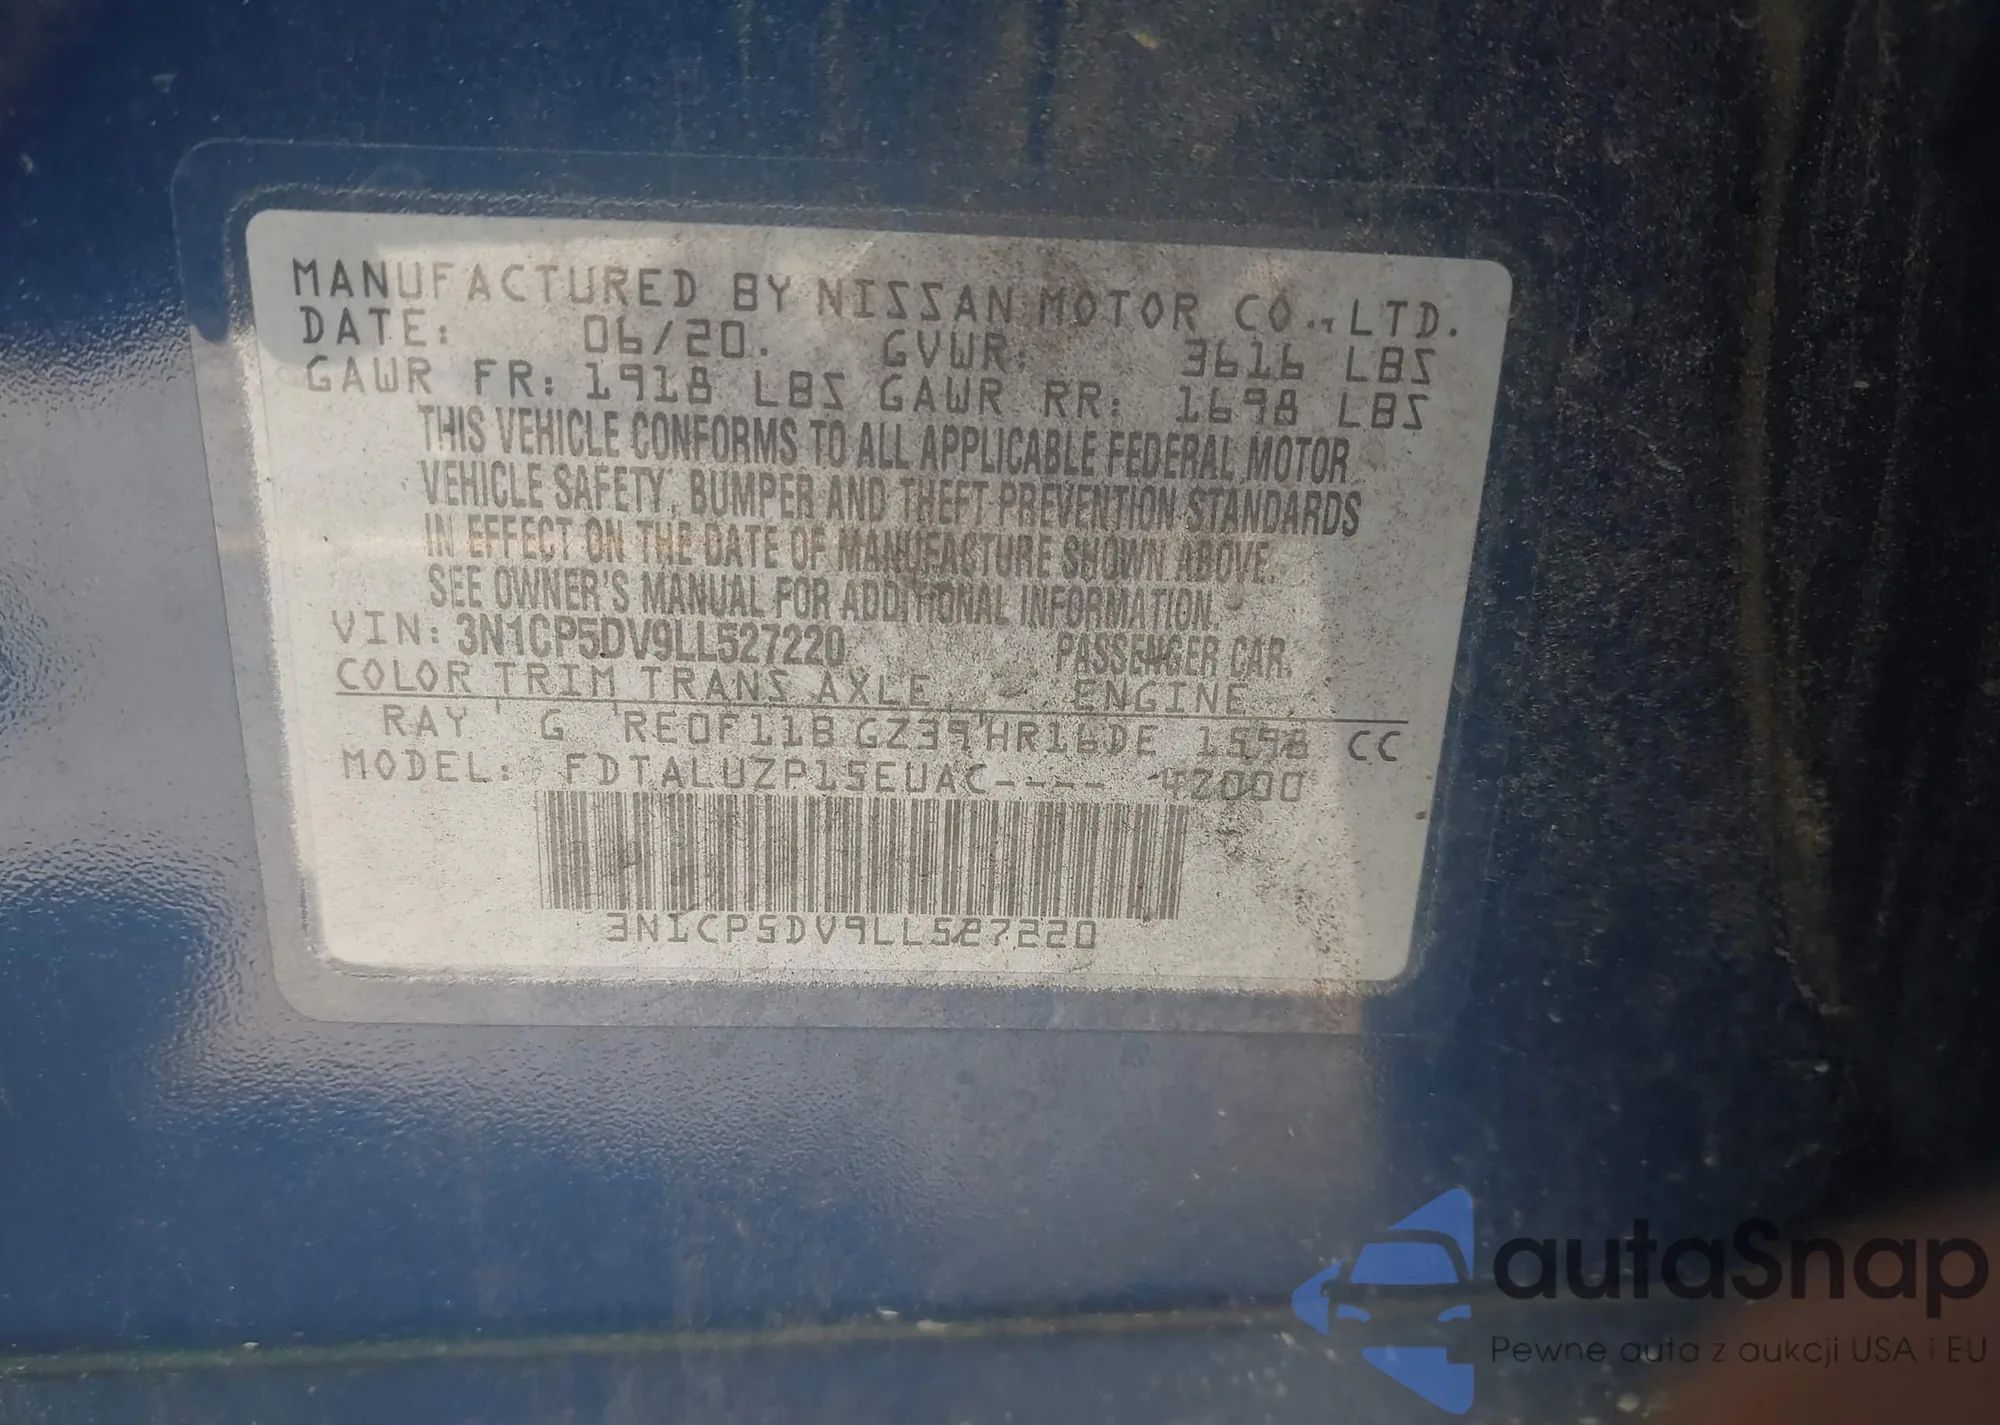 MANUFACTURED BY NISSAN MOTOR CO., LTD.
DATE: 06/20. GVWR: 3616 LBS
GAWR FR: 1918 LBS GAWR RR: 1698 LBS
THIS VEHICLE CONFORMS TO ALL APPLICABLE FEDERAL MOTOR
VEHICLE SAFETY, BUMPER AND THEFT PREVENTION STANDARDS
IN EFFECT ON THE DATE OF MANUFACTURE SHOWN ABOVE.
SEE OWNER'S MANUAL FOR ADDITIONAL INFORMATION.
VIN: 3N1CP5DV9LL527220 PASSENGER CAR.
COLOR TRIM TRANS AXLE ENGINE
RAY G RE0F11B GZ39 HR16DE 1598 CC
MODEL: FDTALUZP15EUAC---- 42000
3N1CP5DV9LL527220
autaSnap
Pewne auta z aukcji USA i EU